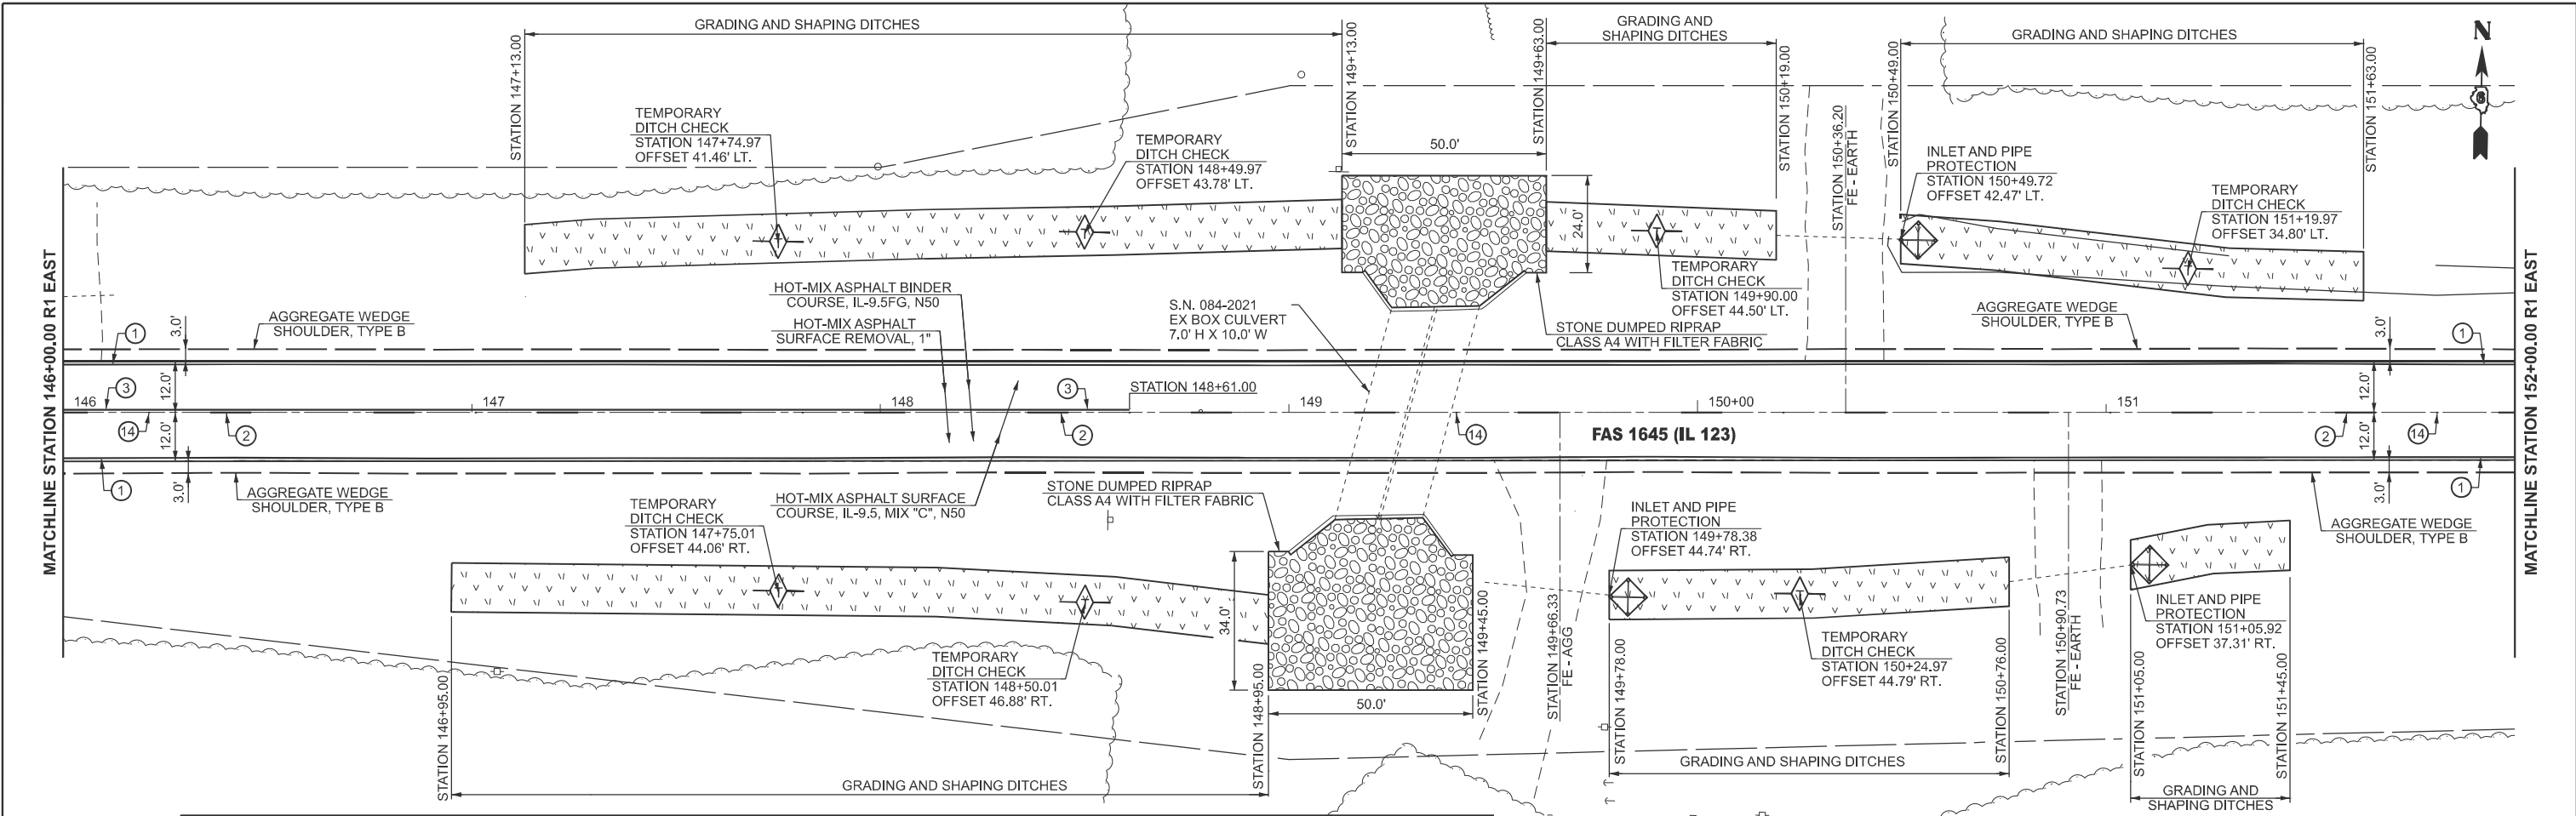 GRADING AND SHAPING DITCHES
GRADING AND
SHAPING DITCHES
GRADING AND SHAPING DITCHES
N
6
STATION 147+13.00
STATION 149+13.00
STATION 149+63.00
STATION 150+19.00
STATION 150+36.20
FE - EARTH
STATION 150+49.00
STATION 151+63.00
TEMPORARY
DITCH CHECK
STATION 147+74.97
OFFSET 41.46' LT.
TEMPORARY
DITCH CHECK
STATION 148+49.97
OFFSET 43.78' LT.
50.0'
24.0'
INLET AND PIPE
PROTECTION
STATION 150+49.72
OFFSET 42.47' LT.
TEMPORARY
DITCH CHECK
STATION 151+19.97
OFFSET 34.80' LT.
T
T
T
T
TEMPORARY
DITCH CHECK
STATION 149+90.00
OFFSET 44.50' LT.
MATCHLINE STATION 146+00.00 R1 EAST
MATCHLINE STATION 152+00.00 R1 EAST
HOT-MIX ASPHALT BINDER
COURSE, IL-9.5FG, N50
HOT-MIX ASPHALT
SURFACE REMOVAL, 1"
S.N. 084-2021
EX BOX CULVERT
7.0' H X 10.0' W
STONE DUMPED RIPRAP
CLASS A4 WITH FILTER FABRIC
AGGREGATE WEDGE
SHOULDER, TYPE B
AGGREGATE WEDGE
SHOULDER, TYPE B
1
3.0'
3.0'
1
3
12.0'
3
STATION 148+61.00
12.0'
146
147
148
149
150+00
151
14
2
12.0'
2
14
FAS 1645 (IL 123)
2
12.0'
14
1
3.0'
3.0'
1
AGGREGATE WEDGE
SHOULDER, TYPE B
HOT-MIX ASPHALT SURFACE
COURSE, IL-9.5, MIX "C", N50
STONE DUMPED RIPRAP
CLASS A4 WITH FILTER FABRIC
AGGREGATE WEDGE
SHOULDER, TYPE B
TEMPORARY
DITCH CHECK
STATION 147+75.01
OFFSET 44.06' RT.
INLET AND PIPE
PROTECTION
STATION 149+78.38
OFFSET 44.74' RT.
T
T
T
34.0'
50.0'
TEMPORARY
DITCH CHECK
STATION 148+50.01
OFFSET 46.88' RT.
TEMPORARY
DITCH CHECK
STATION 150+24.97
OFFSET 44.79' RT.
INLET AND PIPE
PROTECTION
STATION 151+05.92
OFFSET 37.31' RT.
STATION 146+95.00
STATION 148+95.00
STATION 149+45.00
STATION 149+66.33
FE - AGG
STATION 149+78.00
STATION 150+76.00
STATION 150+90.73
FE - EARTH
STATION 151+05.00
STATION 151+45.00
GRADING AND SHAPING DITCHES
GRADING AND SHAPING DITCHES
GRADING AND
SHAPING DITCHES